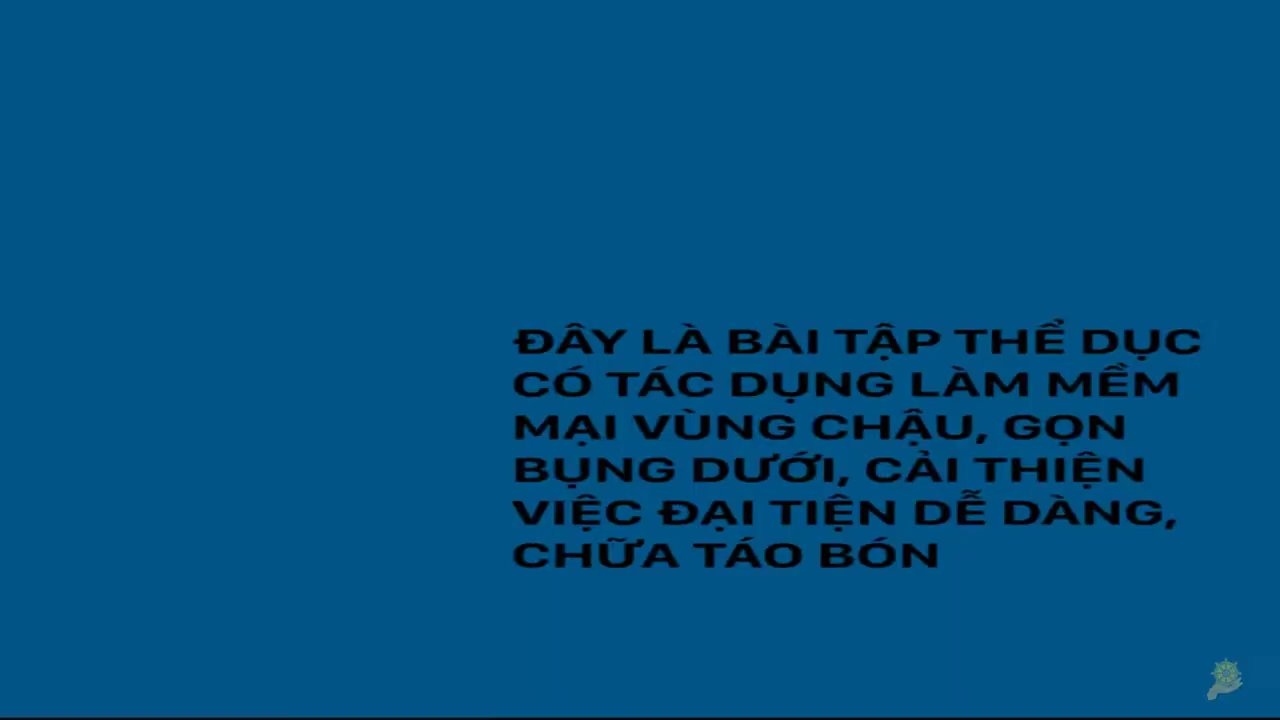 ĐÂY LÀ BÀI TẬP THỂ DỤC
CÓ TÁC DỤNG LÀM MỀM
MẠI VÙNG CHẬU, GỌN
BỤNG DƯỚI, CẢI THIỆN
VIỆC ĐẠI TIỆN DỄ DÀNG,
CHỮA TÁO BÓN